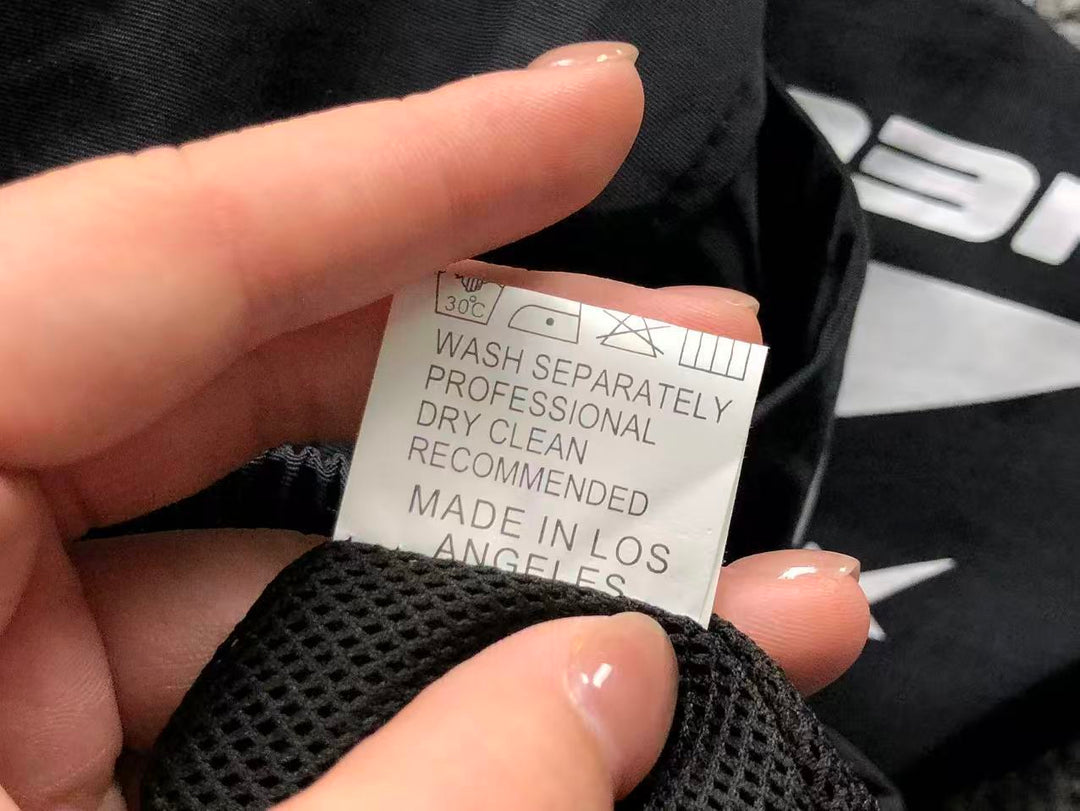 30℃
WASH SEPARATELY
PROFESSIONAL
DRY CLEAN
RECOMMENDED
MADE IN LOS
ANGELES